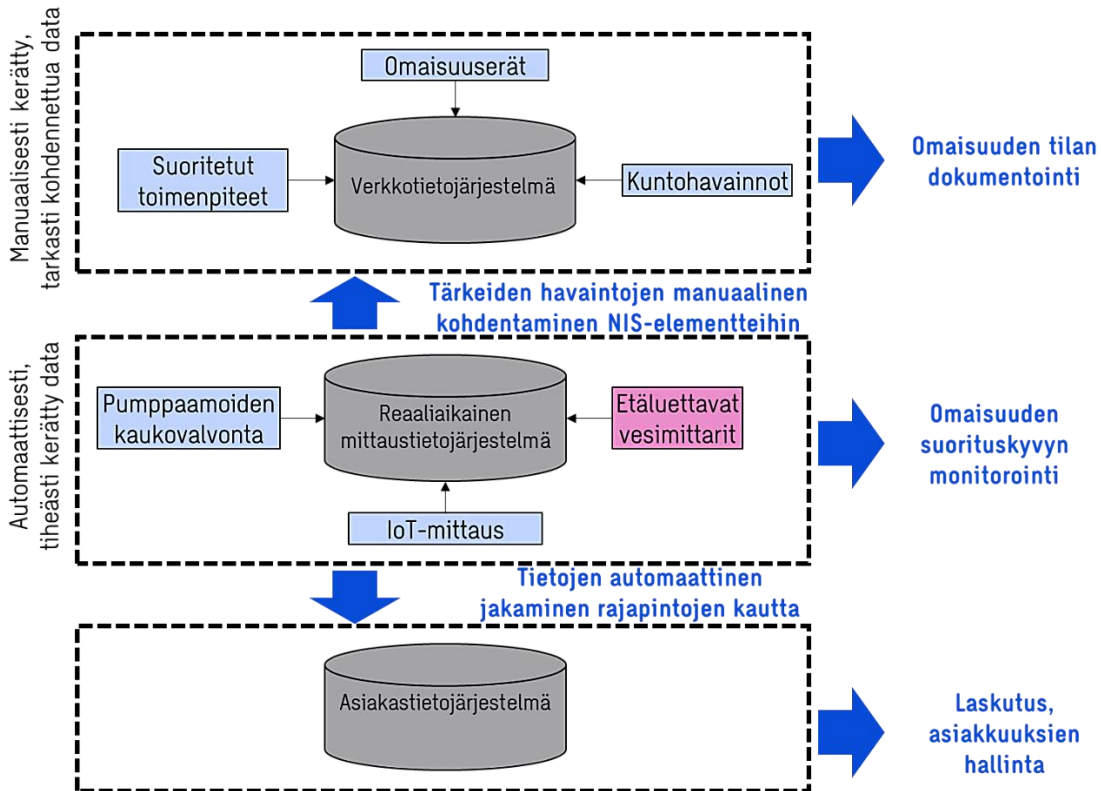 Manuaalisesti kerätty,
tarkasti kohdennettua data
Omaisuuserät
Suoritetut
toimenpiteet
Verkkotietojärjestelmä
Kuntohavainnot
Omaisuuden tilan
dokumentointi
Tärkeiden havaintojen manuaalinen
kohdentaminen NIS-elementteihin
Automaattisesti,
tiheästi kerätty data
Pumppaamoiden
kaukovalvonta
Reaaliaikainen
mittaustietojärjestelmä
Etäluettavat
vesimittarit
IoT-mittaus
Omaisuuden
suorituskyvyn
monitorointi
Tietojen automaattinen
jakaminen rajapintojen kautta
Asiakastietojärjestelmä
Laskutus,
asiakkuuksien
hallinta